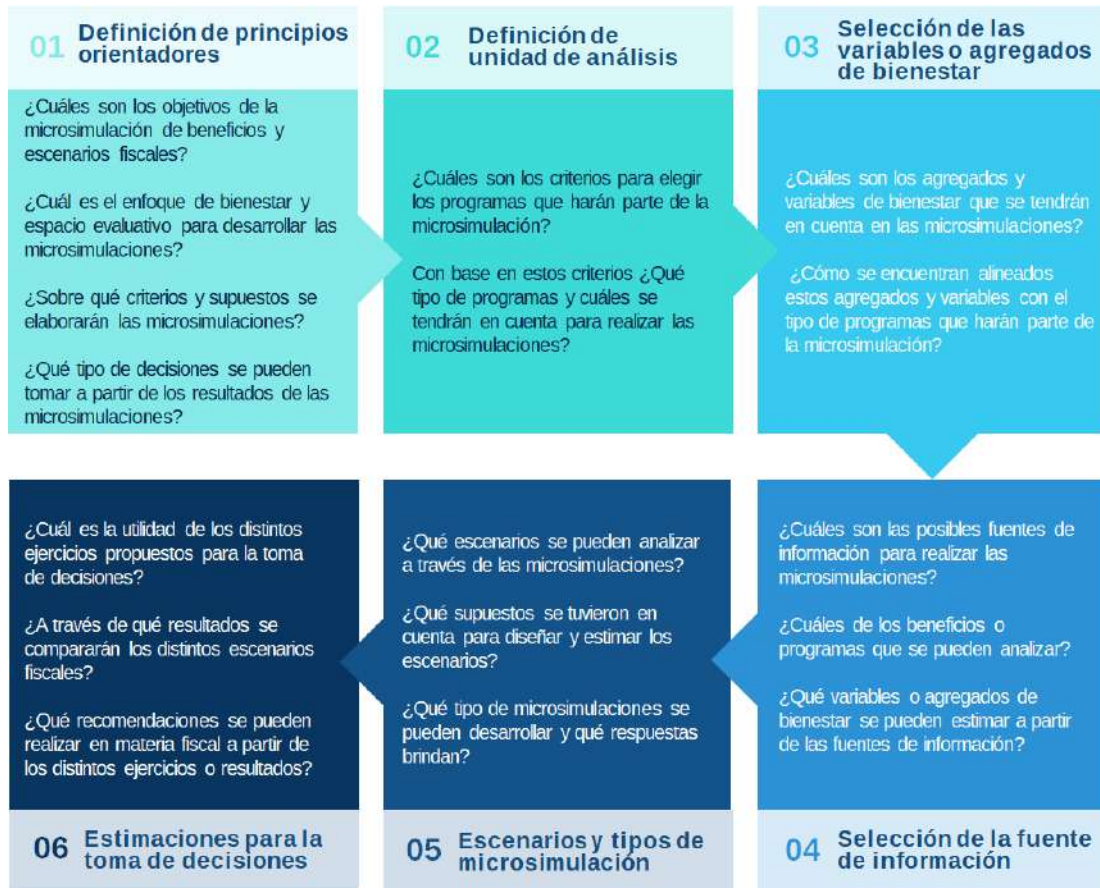 01 Definición de principios
orientadores
¿Cuáles son los objetivos de la
microsimulación de beneficios y
escenarios fiscales?
¿Cuál es el enfoque de bienestar y
espacio evaluativo para desarrollar las
microsimulaciones?
¿Sobre qué criterios y supuestos se
elaborarán las microsimulaciones?
¿Qué tipo de decisiones se pueden
tomar a partir de los resultados de las
microsimulaciones?
02 Definición de
unidad de análisis
¿Cuáles son los criterios para elegir
los programas que harán parte de la
microsimulación?
Con base en estos criterios ¿Qué
tipo de programas y cuáles se
tendrán en cuenta para realizar las
microsimulaciones?
03 Selección de las
variables o agregados
de bienestar
¿Cuáles son los agregados y
variables de bienestar que se tendrán
en cuenta en las microsimulaciones?
¿Cómo se encuentran alineados
estos agregados y variables con el
tipo de programas que harán parte de
la microsimulación?
¿Cuáles son las posibles fuentes de
información para realizar las
microsimulaciones?
¿Cuáles de los beneficios o
programas que se pueden analizar?
¿Qué variables o agregados de
bienestar se pueden estimar a partir
de las fuentes de información?
04 Selección de la fuente
de información
¿Qué escenarios se pueden analizar
a través de las microsimulaciones?
¿Qué supuestos se tuvieron en
cuenta para diseñar y estimar los
escenarios?
¿Qué tipo de microsimulaciones se
pueden desarrollar y qué respuestas
brindan?
05 Escenarios y tipos de
microsimulación
¿Cuál es la utilidad de los distintos
ejercicios propuestos para la toma
de decisiones?
¿A través de qué resultados se
compararán los distintos escenarios
fiscales?
¿Qué recomendaciones se pueden
realizar en materia fiscal a partir de
los distintos ejercicios o resultados?
06 Estimaciones para la
toma de decisiones